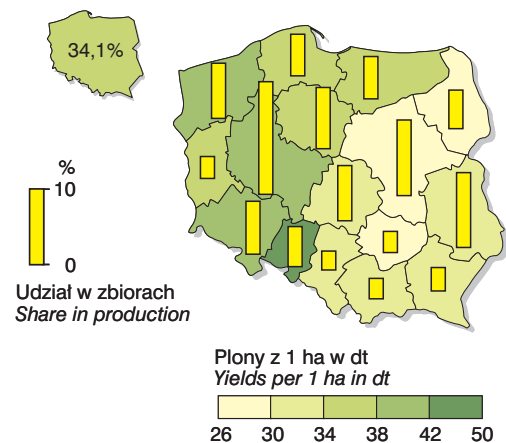 34,1%
%
10
0
Udział w zbiorach
Share in production
Plony z 1 ha w dt
Yields per 1 ha in dt
26 30 34 38 42 50